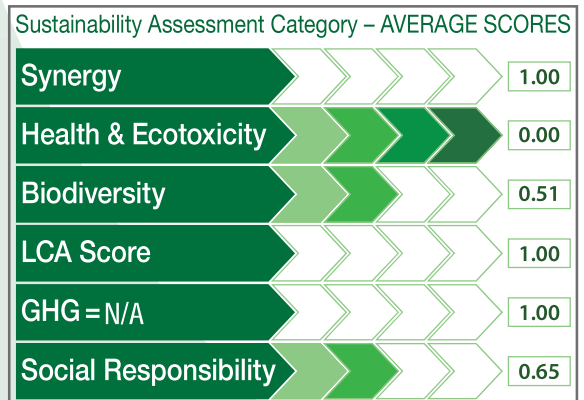 Sustainability Assessment Category – AVERAGE SCORES
Synergy 1.00
Health & Ecotoxicity 0.00
Biodiversity 0.51
LCA Score 1.00
GHG = N/A 1.00
Social Responsibility 0.65